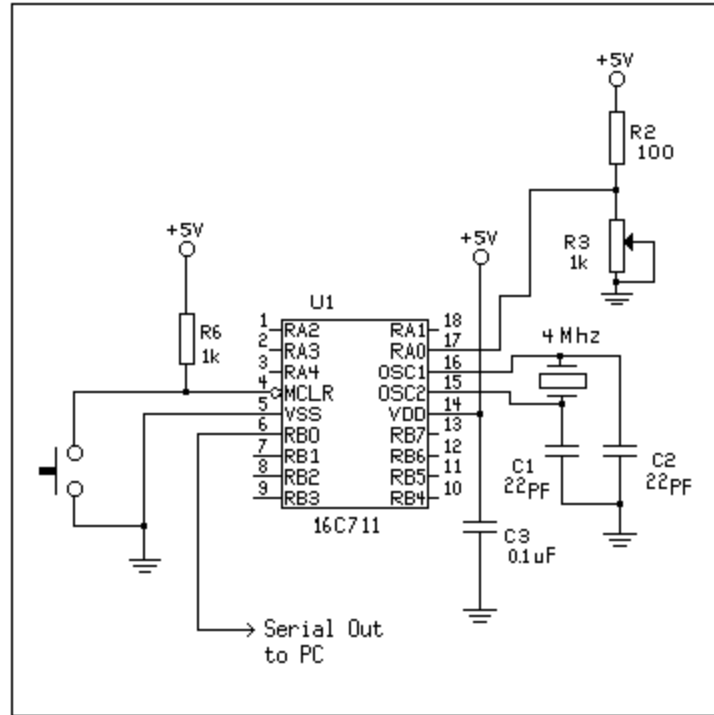 +5V
R2
100
+5V
+5V
R3
1k
U1
R6
1k
1 RA2 RA1 18
2 RA3 RA0 17
3 RA4 OSC1 16
4 MCLR OSC2 15
5 VSS VDD 14
6 RB0 RB7 13
7 RB1 RB6 12
8 RB2 RB5 11
9 RB3 RB4 10
16C711
4 Mhz
C1
22PF
C2
22PF
C3
0.1uF
Serial Out
to PC